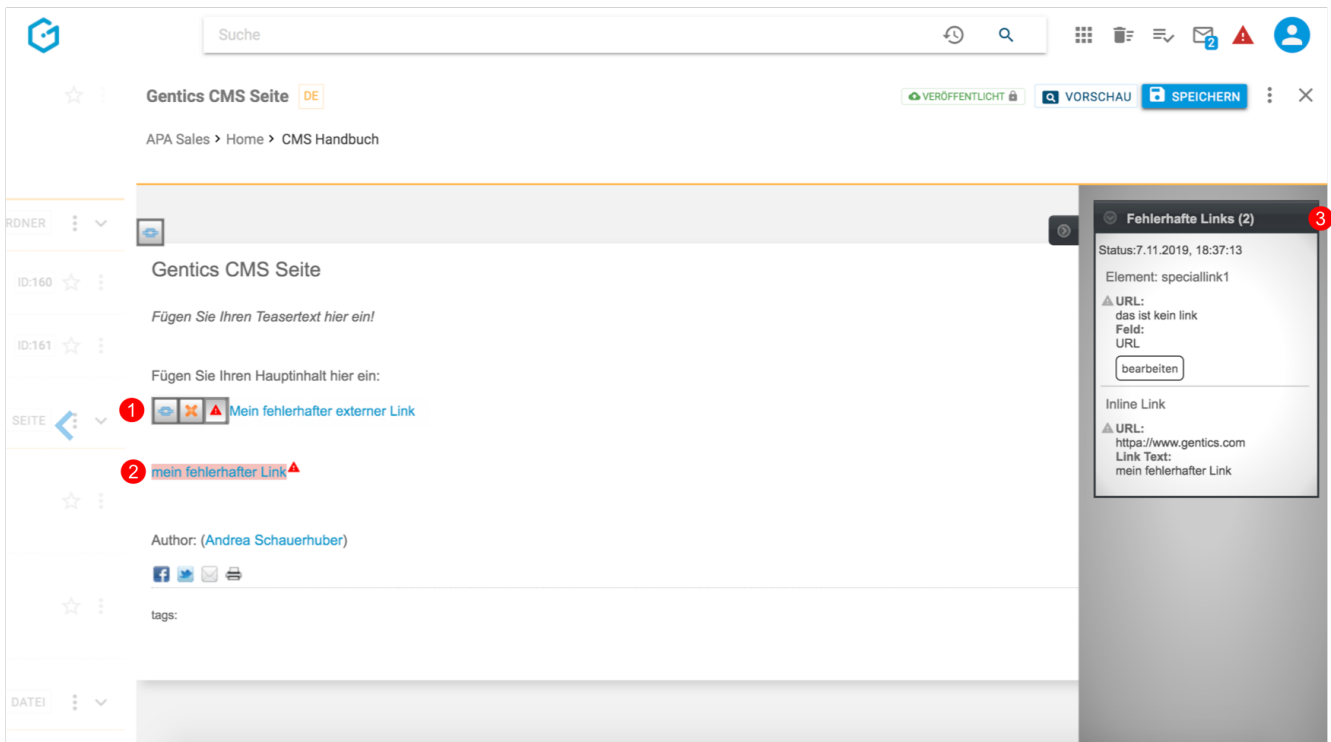 Suche
2
Gentics CMS Seite DE
VERÖFFENTLICHT
VORSCHAU
SPEICHERN
APA Sales > Home > CMS Handbuch
RDNER
ID:160
ID:161
SEITE
DATEI
Gentics CMS Seite
Fügen Sie Ihren Teasertext hier ein!
Fügen Sie Ihren Hauptinhalt hier ein:
1 Mein fehlerhafter externer Link
2 mein fehlerhafter Link
Author: (Andrea Schauerhuber)
tags:
Fehlerhafte Links (2) 3
Status:7.11.2019, 18:37:13
Element: speciallink1
URL:
das ist kein link
Feld:
URL
bearbeiten
Inline Link
URL:
httpa://www.gentics.com
Link Text:
mein fehlerhafter Link